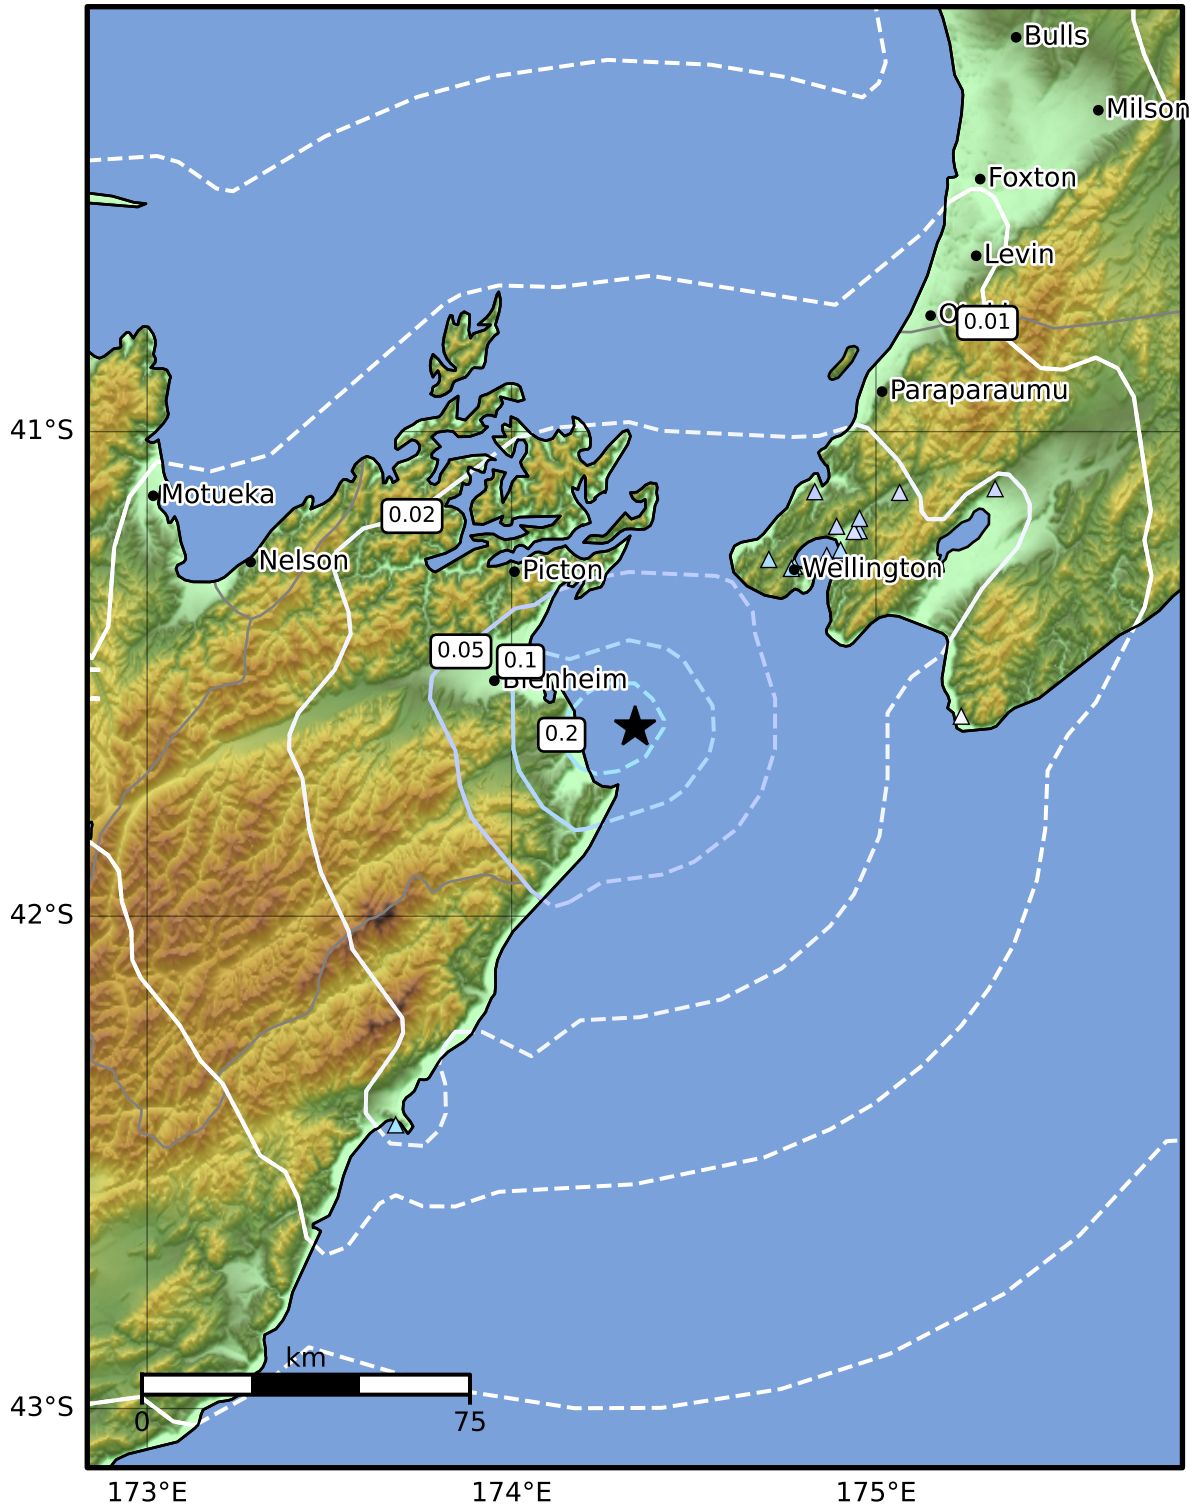 Bulls
Milson
Foxton
Levin
0.01
Paraparaumu
41°S
Motueka
0.02
Nelson
Picton
Wellington
0.05
0.1
Blenheim
0.2
42°S
km
0
75
43°S
173°E
174°E
175°E